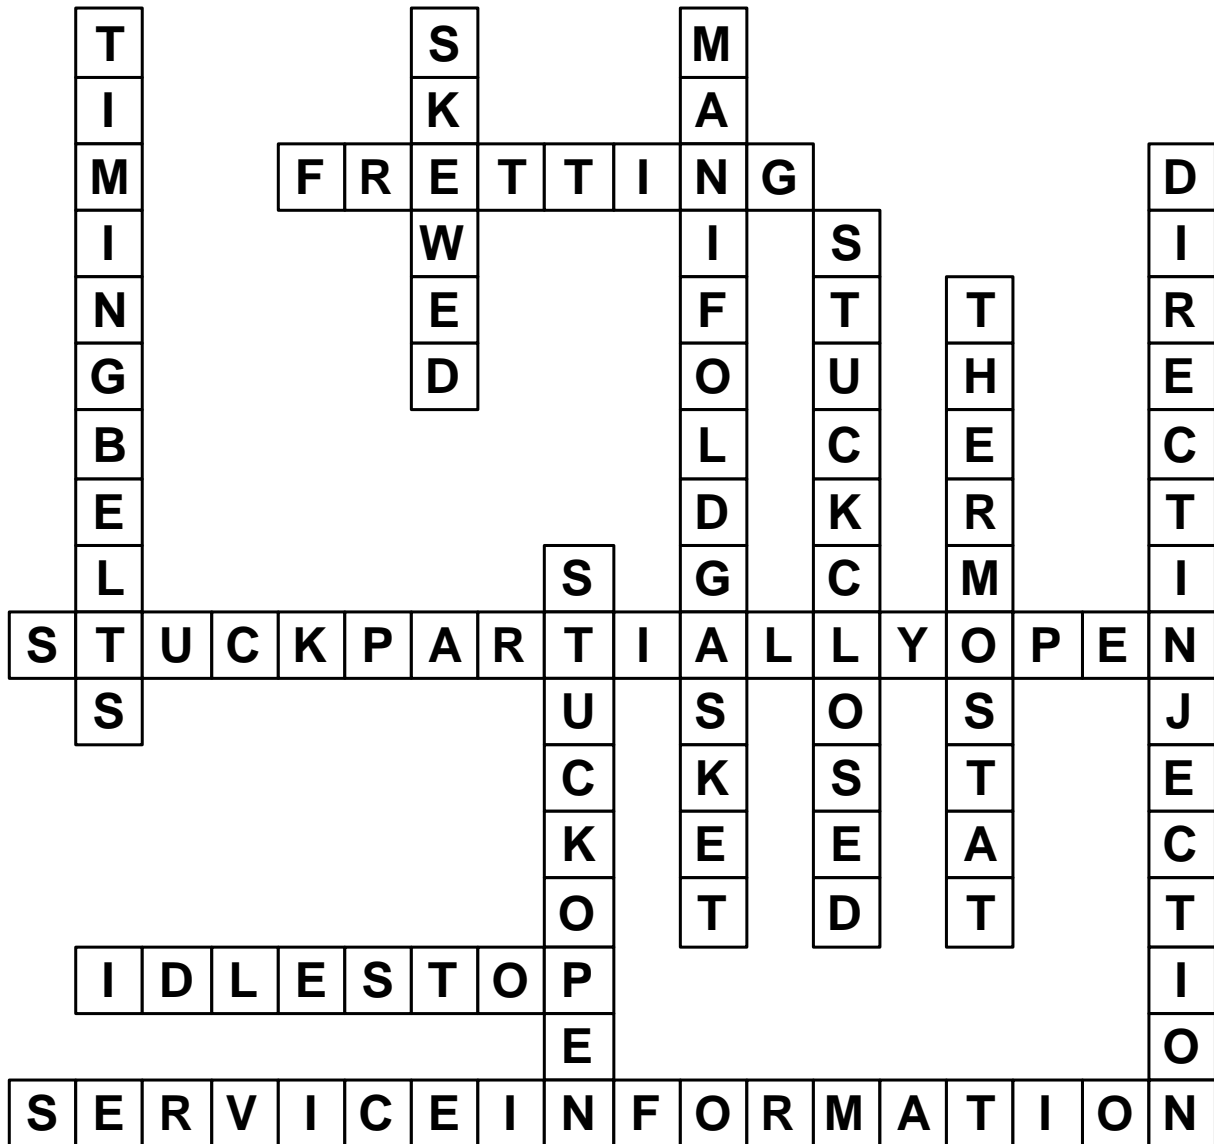 TIMINGBELTS
SKEWED
MANIFOLDGASKET
FRETTING
DIRECTINJECTION
STUCKCLOSED
THERMOSTAT
STUCKOPEN
STUCKPARTIALLYOPEN
IDLESTOP
SERVICEINFORMATION